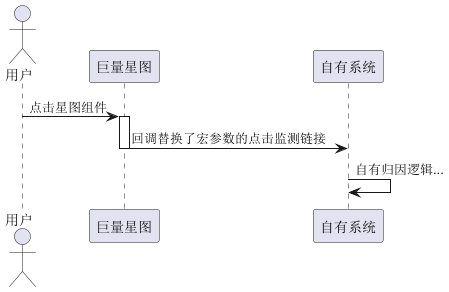 用户
巨量星图
自有系统
点击星图组件
回调替换了宏参数的点击监测链接
自有归因逻辑...
用户
巨量星图
自有系统